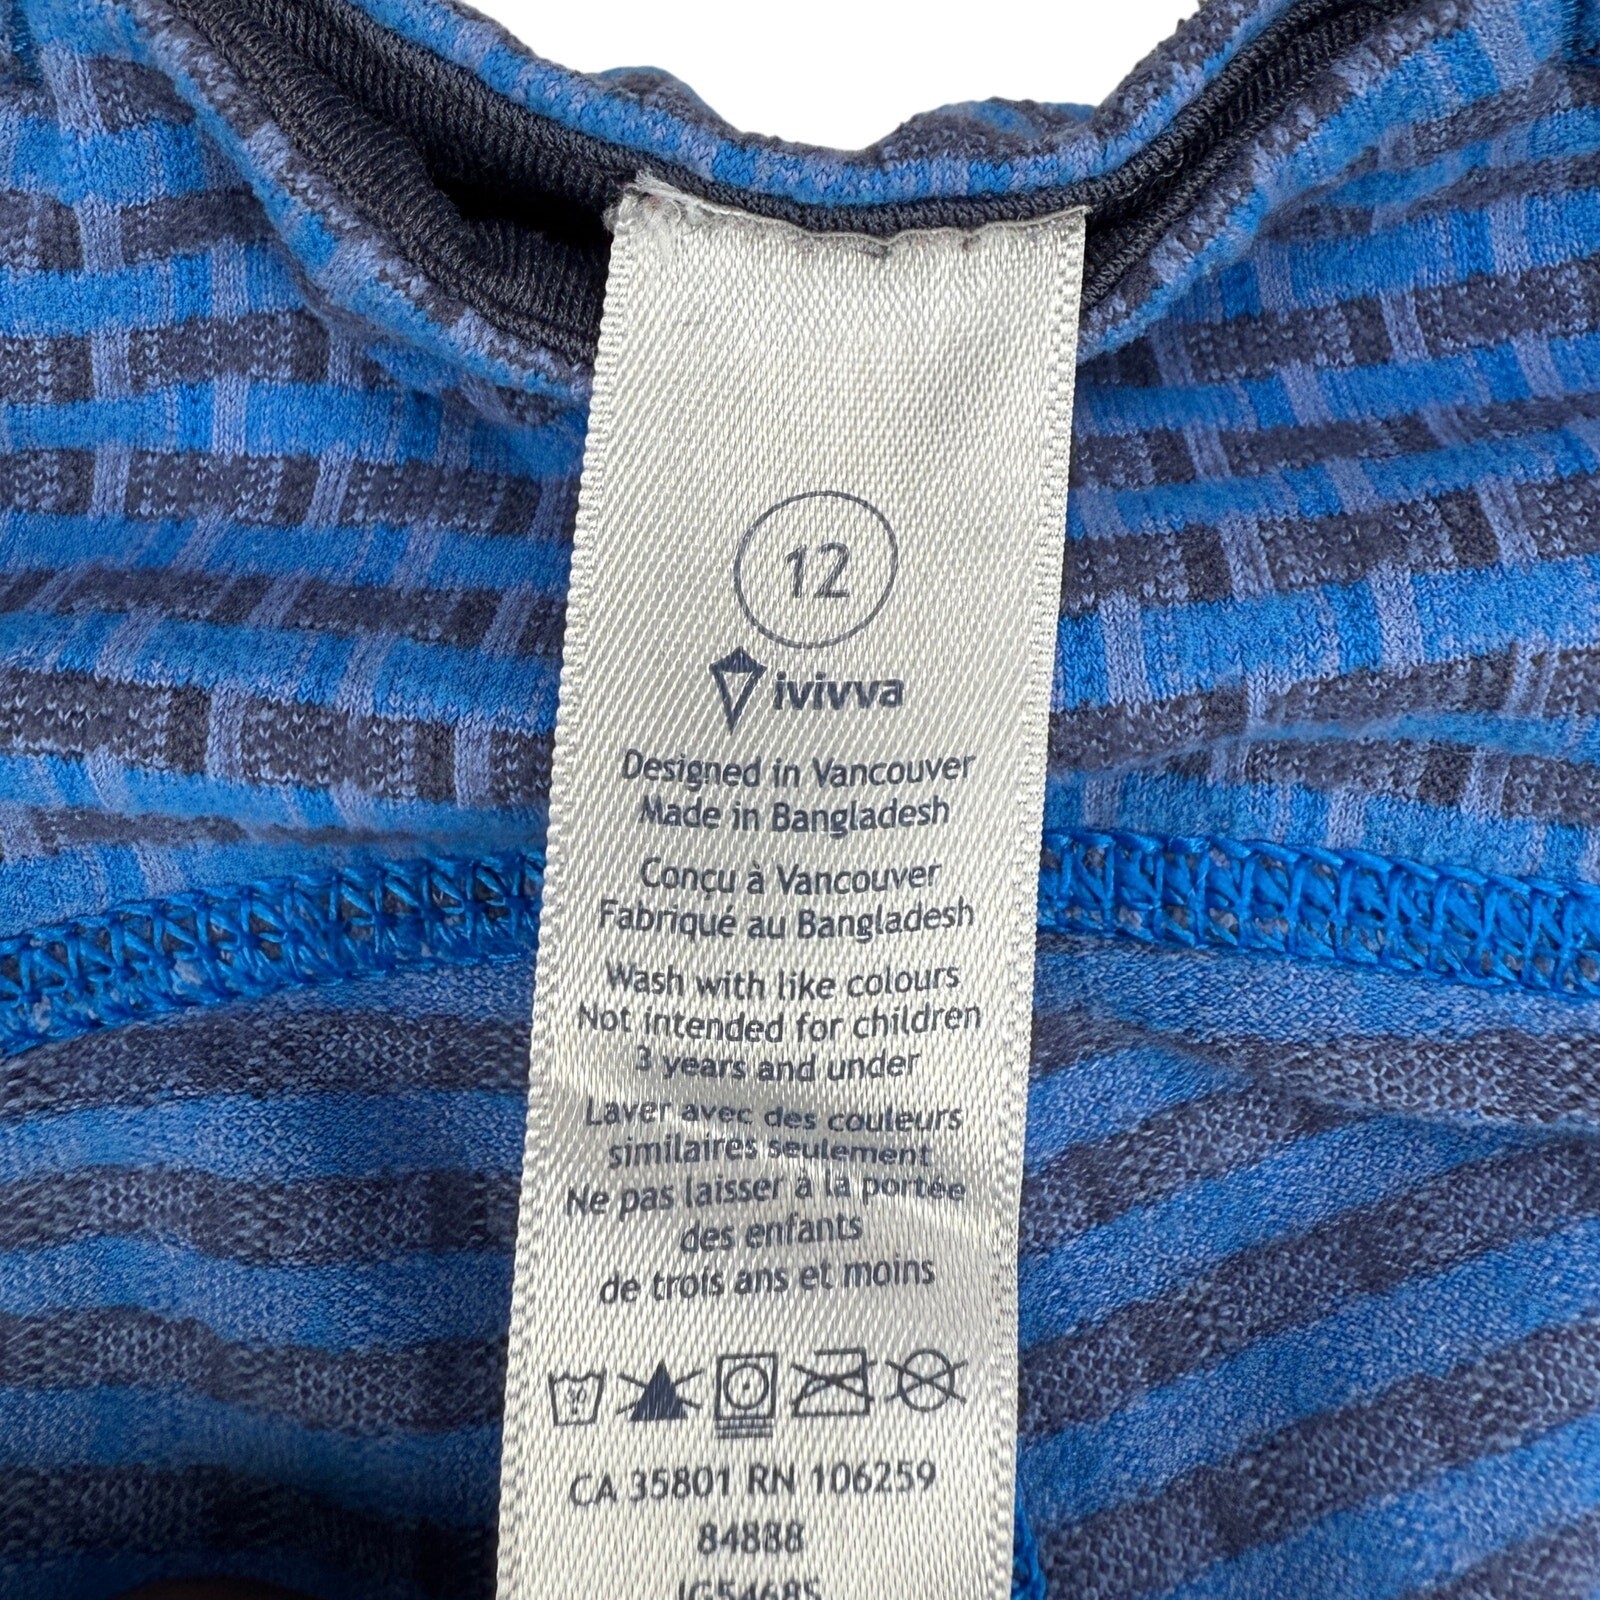 12
ivivva
Designed in Vancouver
Made in Bangladesh
Conçu à Vancouver
Fabriqué au Bangladesh
Wash with like colours
Not intended for children
3 years and under
Laver avec des couleurs
similaires seulement
Ne pas laisser à la portée
des enfants
de trois ans et moins
30
CA 35801 RN 106259
84888